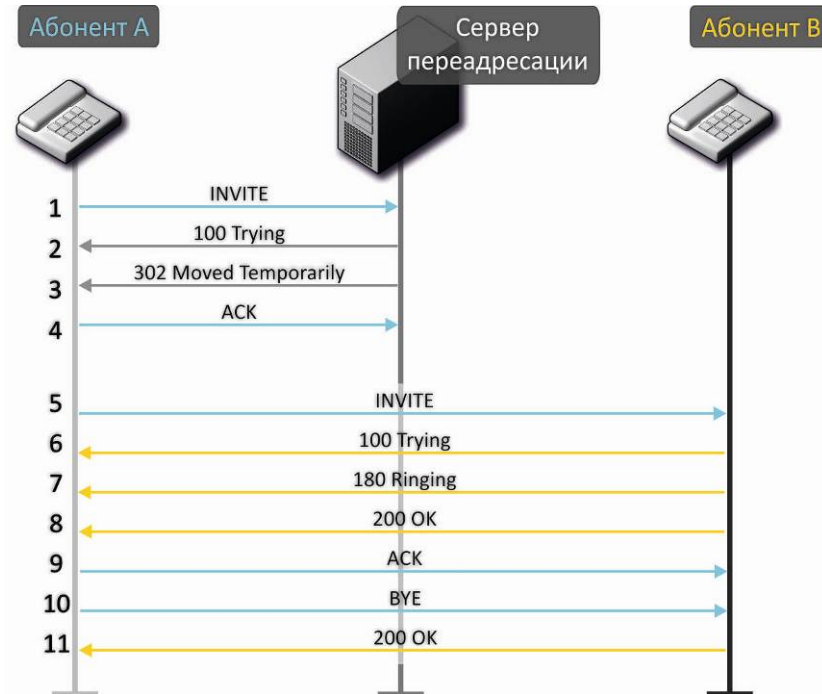 Абонент А
Сервер
переадресации
Абонент В
1 INVITE
2 100 Trying
3 302 Moved Temporarily
4 ACK
5 INVITE
6 100 Trying
7 180 Ringing
8 200 OK
9 ACK
10 BYE
11 200 OK